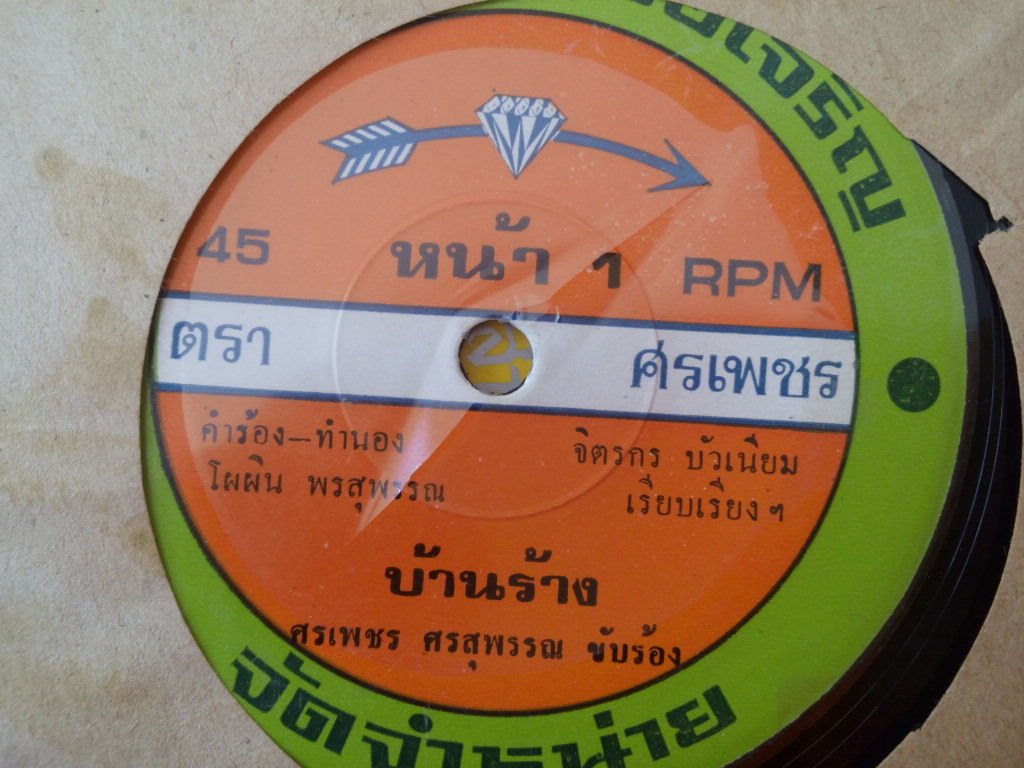 45 หน้า 1 RPM
ตรา ศรเพชร
คำร้อง-ทำนอง
โผผิน พรสุพรรณ
จิตรกร บัวเนียม
เรียบเรียงฯ
บ้านร้าง
ศรเพชร ศรสุพรรณ ขับร้อง
จัดจำหน่าย